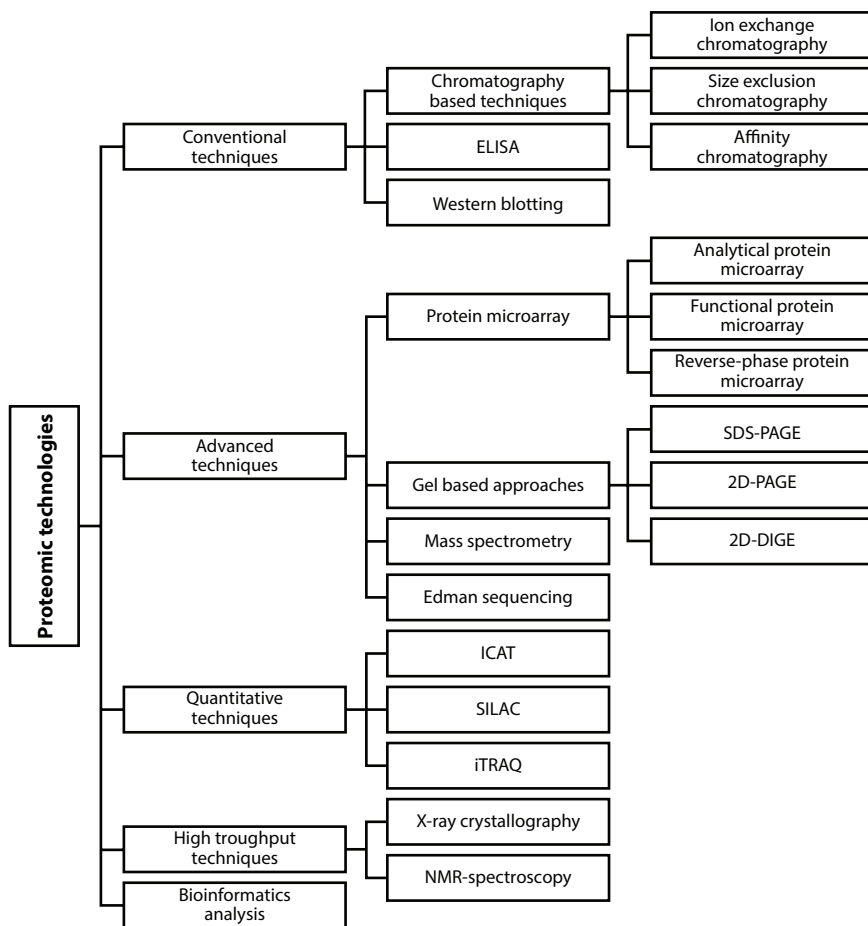 Proteomic technologies
Conventional
techniques
Chromatography
based techniques
Ion exchange
chromatography
Size exclusion
chromatography
Affinity
chromatography
ELISA
Western blotting
Advanced
techniques
Protein microarray
Analytical protein
microarray
Functional protein
microarray
Reverse-phase protein
microarray
Gel based approaches
SDS-PAGE
2D-PAGE
2D-DIGE
Mass spectrometry
Edman sequencing
Quantitative
techniques
ICAT
SILAC
iTRAQ
High troughput
techniques
X-ray crystallography
NMR-spectroscopy
Bioinformatics
analysis